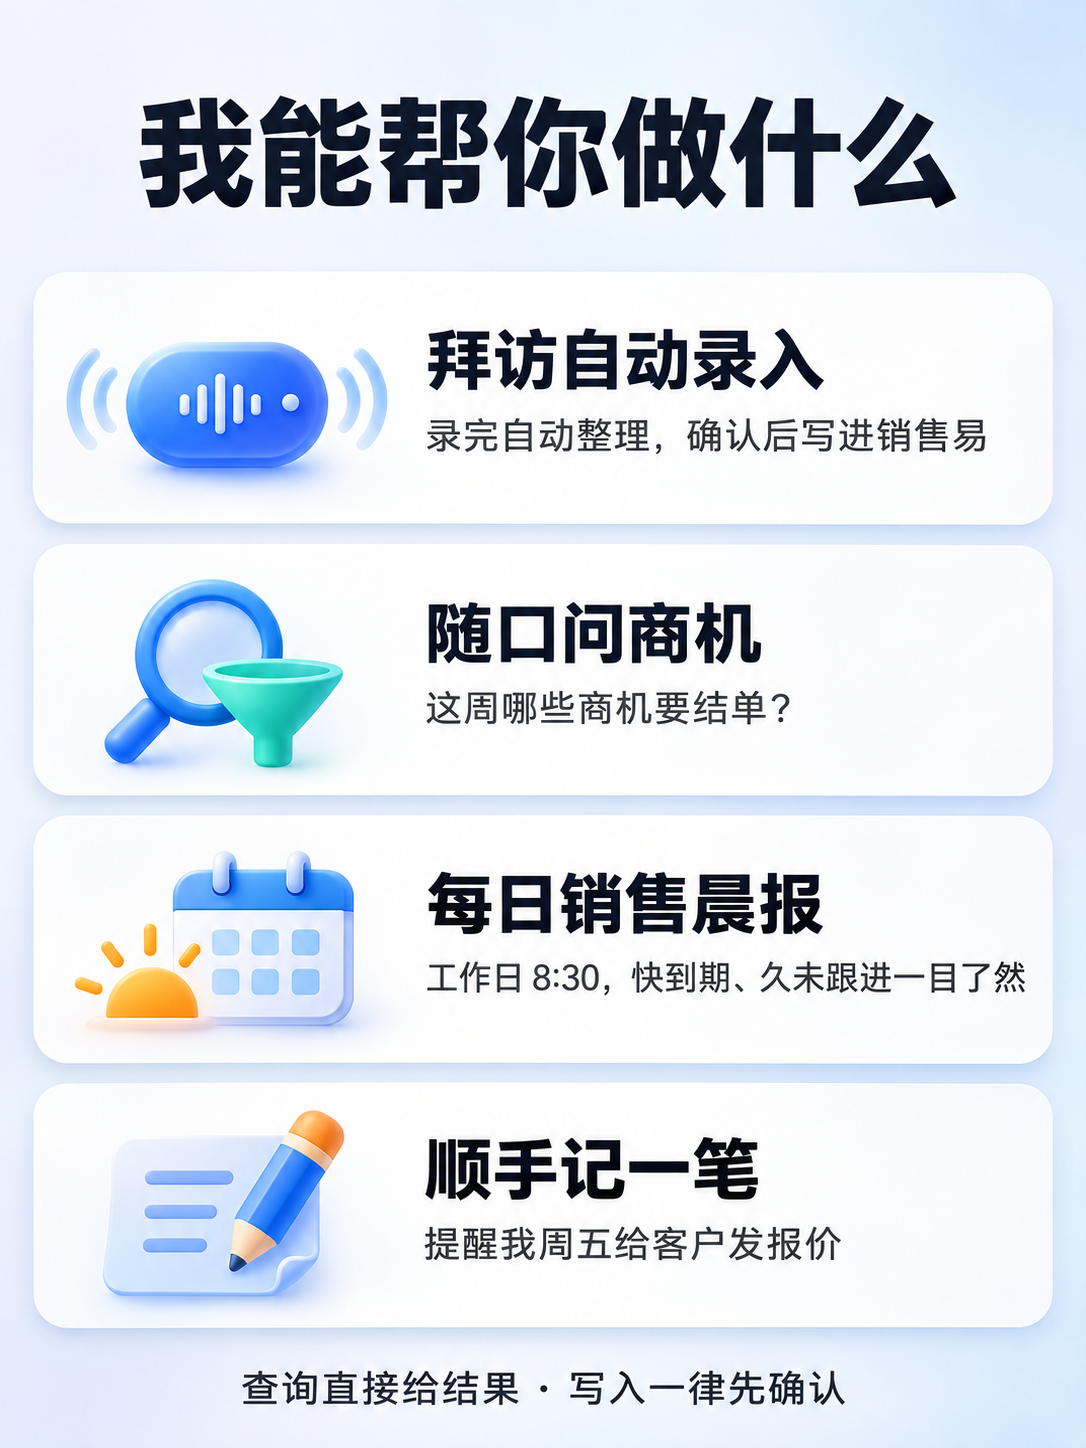 我能帮你做什么
拜访自动录入
录完自动整理，确认后写进销售易
随口问商机
这周哪些商机要结单？
每日销售晨报
工作日 8:30，快到期、久未跟进一目了然
顺手记一笔
提醒我周五给客户发报价
查询直接给结果 · 写入一律先确认